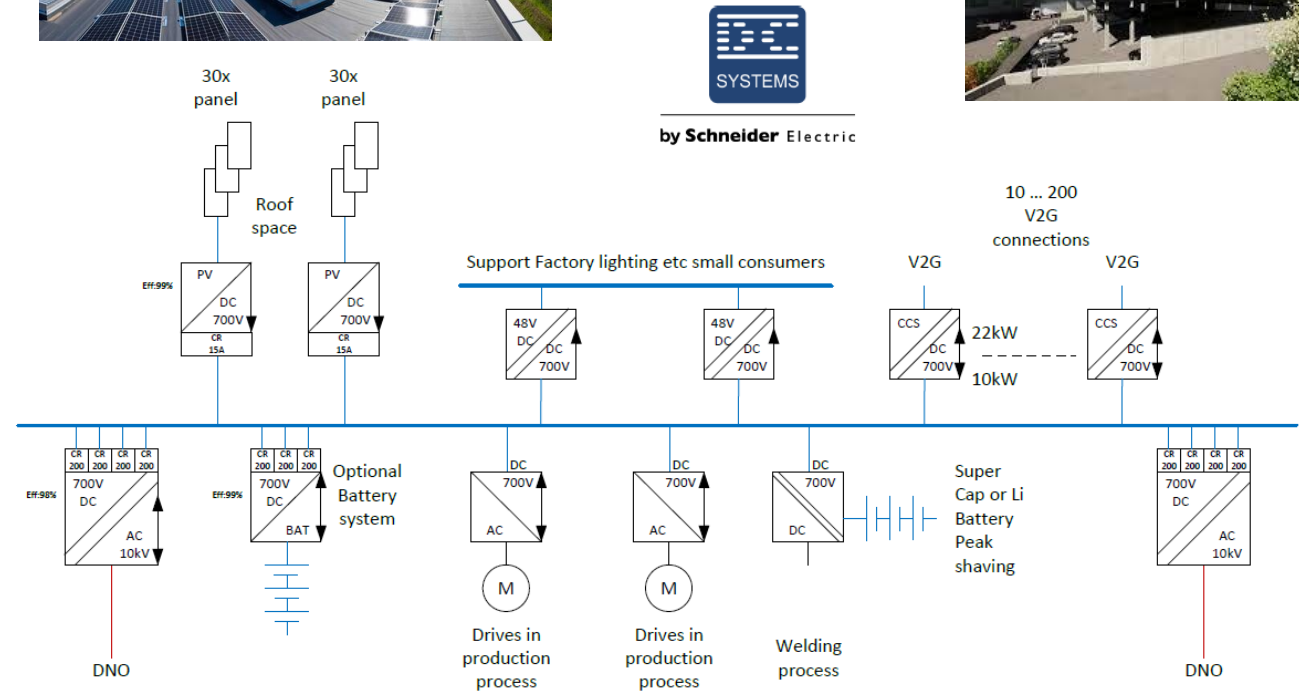 DC
SYSTEMS
by Schneider Electric
30x
panel
30x
panel
Roof
space
10 ... 200
V2G
connections
Eff:99%
PV
DC
700V
CR
15A
PV
DC
700V
CR
15A
Support Factory lighting etc small consumers
48V
DC
DC
700V
48V
DC
DC
700V
V2G
V2G
CCS
DC
700V
22kW
10kW
CCS
DC
700V
CR
200
CR
200
CR
200
CR
200
Eff:98%
700V
DC
AC
10kV
DNO
CR
200
CR
200
CR
200
Eff:99%
700V
DC
BAT
Optional
Battery
system
DC
700V
AC
M
Drives in
production
process
DC
700V
AC
M
Drives in
production
process
DC
700V
DC
Welding
process
Super
Cap or Li
Battery
Peak
shaving
CR
200
CR
200
CR
200
CR
200
700V
DC
AC
10kV
DNO